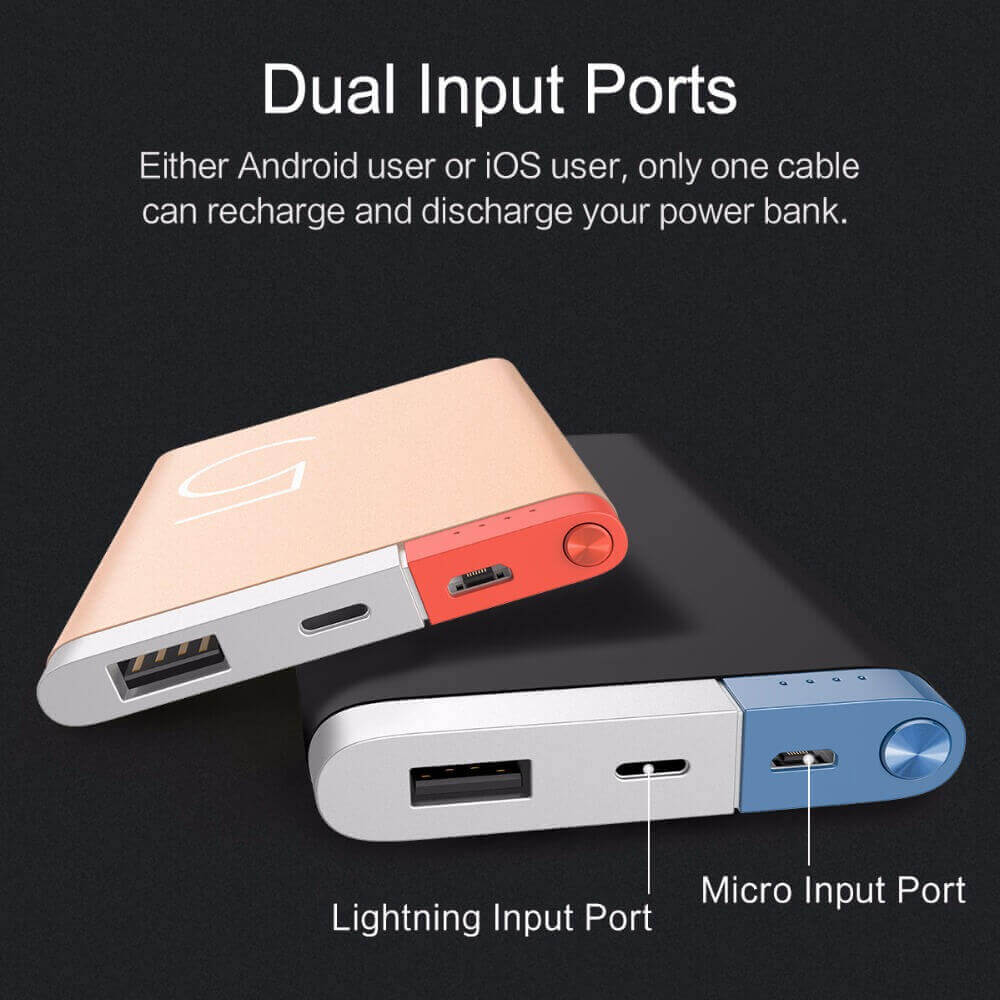 Dual Input Ports
Either Android user or iOS user, only one cable
can recharge and discharge your power bank.
Lightning Input Port
Micro Input Port